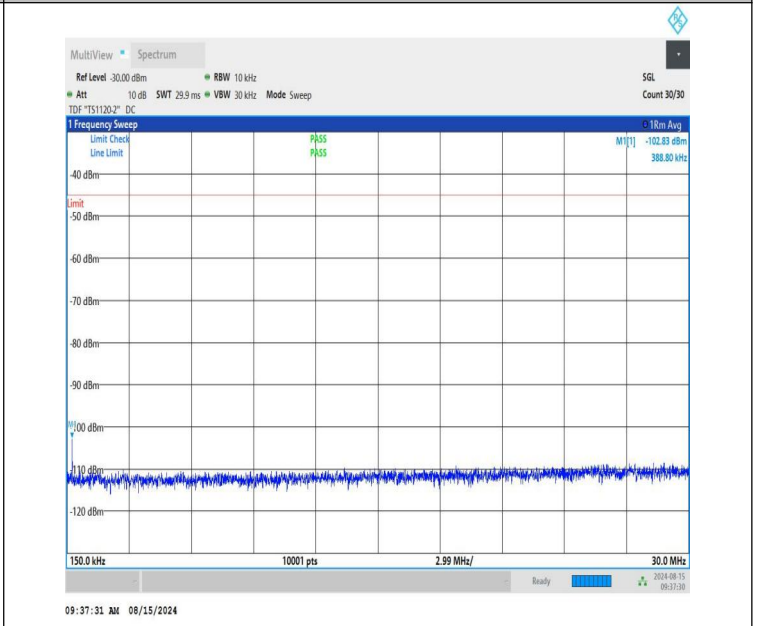 R&S
MultiView Spectrum
Ref Level -30.00 dBm RBW 10 kHz SGL
Att 10 dB SWT 29.9 ms VBW 30 kHz Mode Sweep Count 30/30
TDF "TS1120-2" DC
1 Frequency Sweep 1Rm Avg
Limit Check PASS M1[1] -102.83 dBm
Line Limit PASS 388.80 kHz
-40 dBm
Limit
-50 dBm
-60 dBm
-70 dBm
-80 dBm
-90 dBm
M1
-100 dBm
-110 dBm
-120 dBm
150.0 kHz 10001 pts 2.99 MHz/ 30.0 MHz
Ready 2024-08-15
09:37:30
09:37:31 AM 08/15/2024